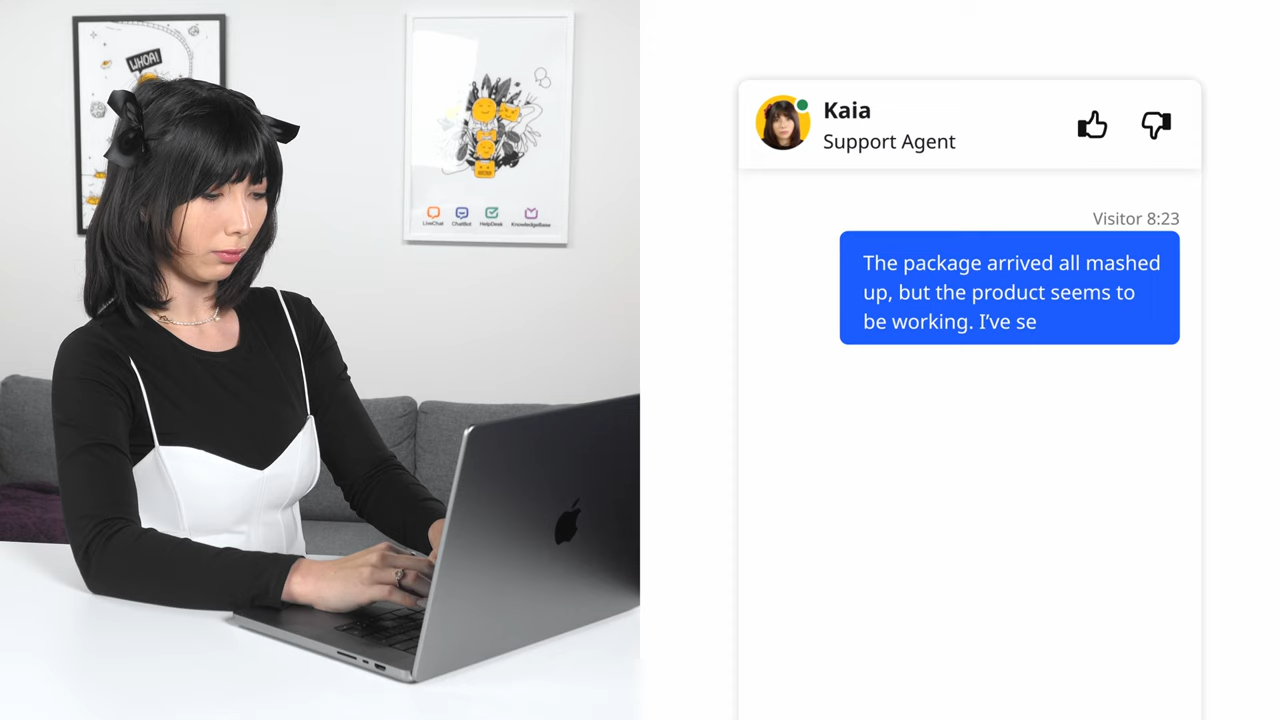 WHOA!
LiveChat
ChatBot
HelpDesk
KnowledgeBase
Kaia
Support Agent
Visitor 8:23
The package arrived all mashed
up, but the product seems to
be working. I've se